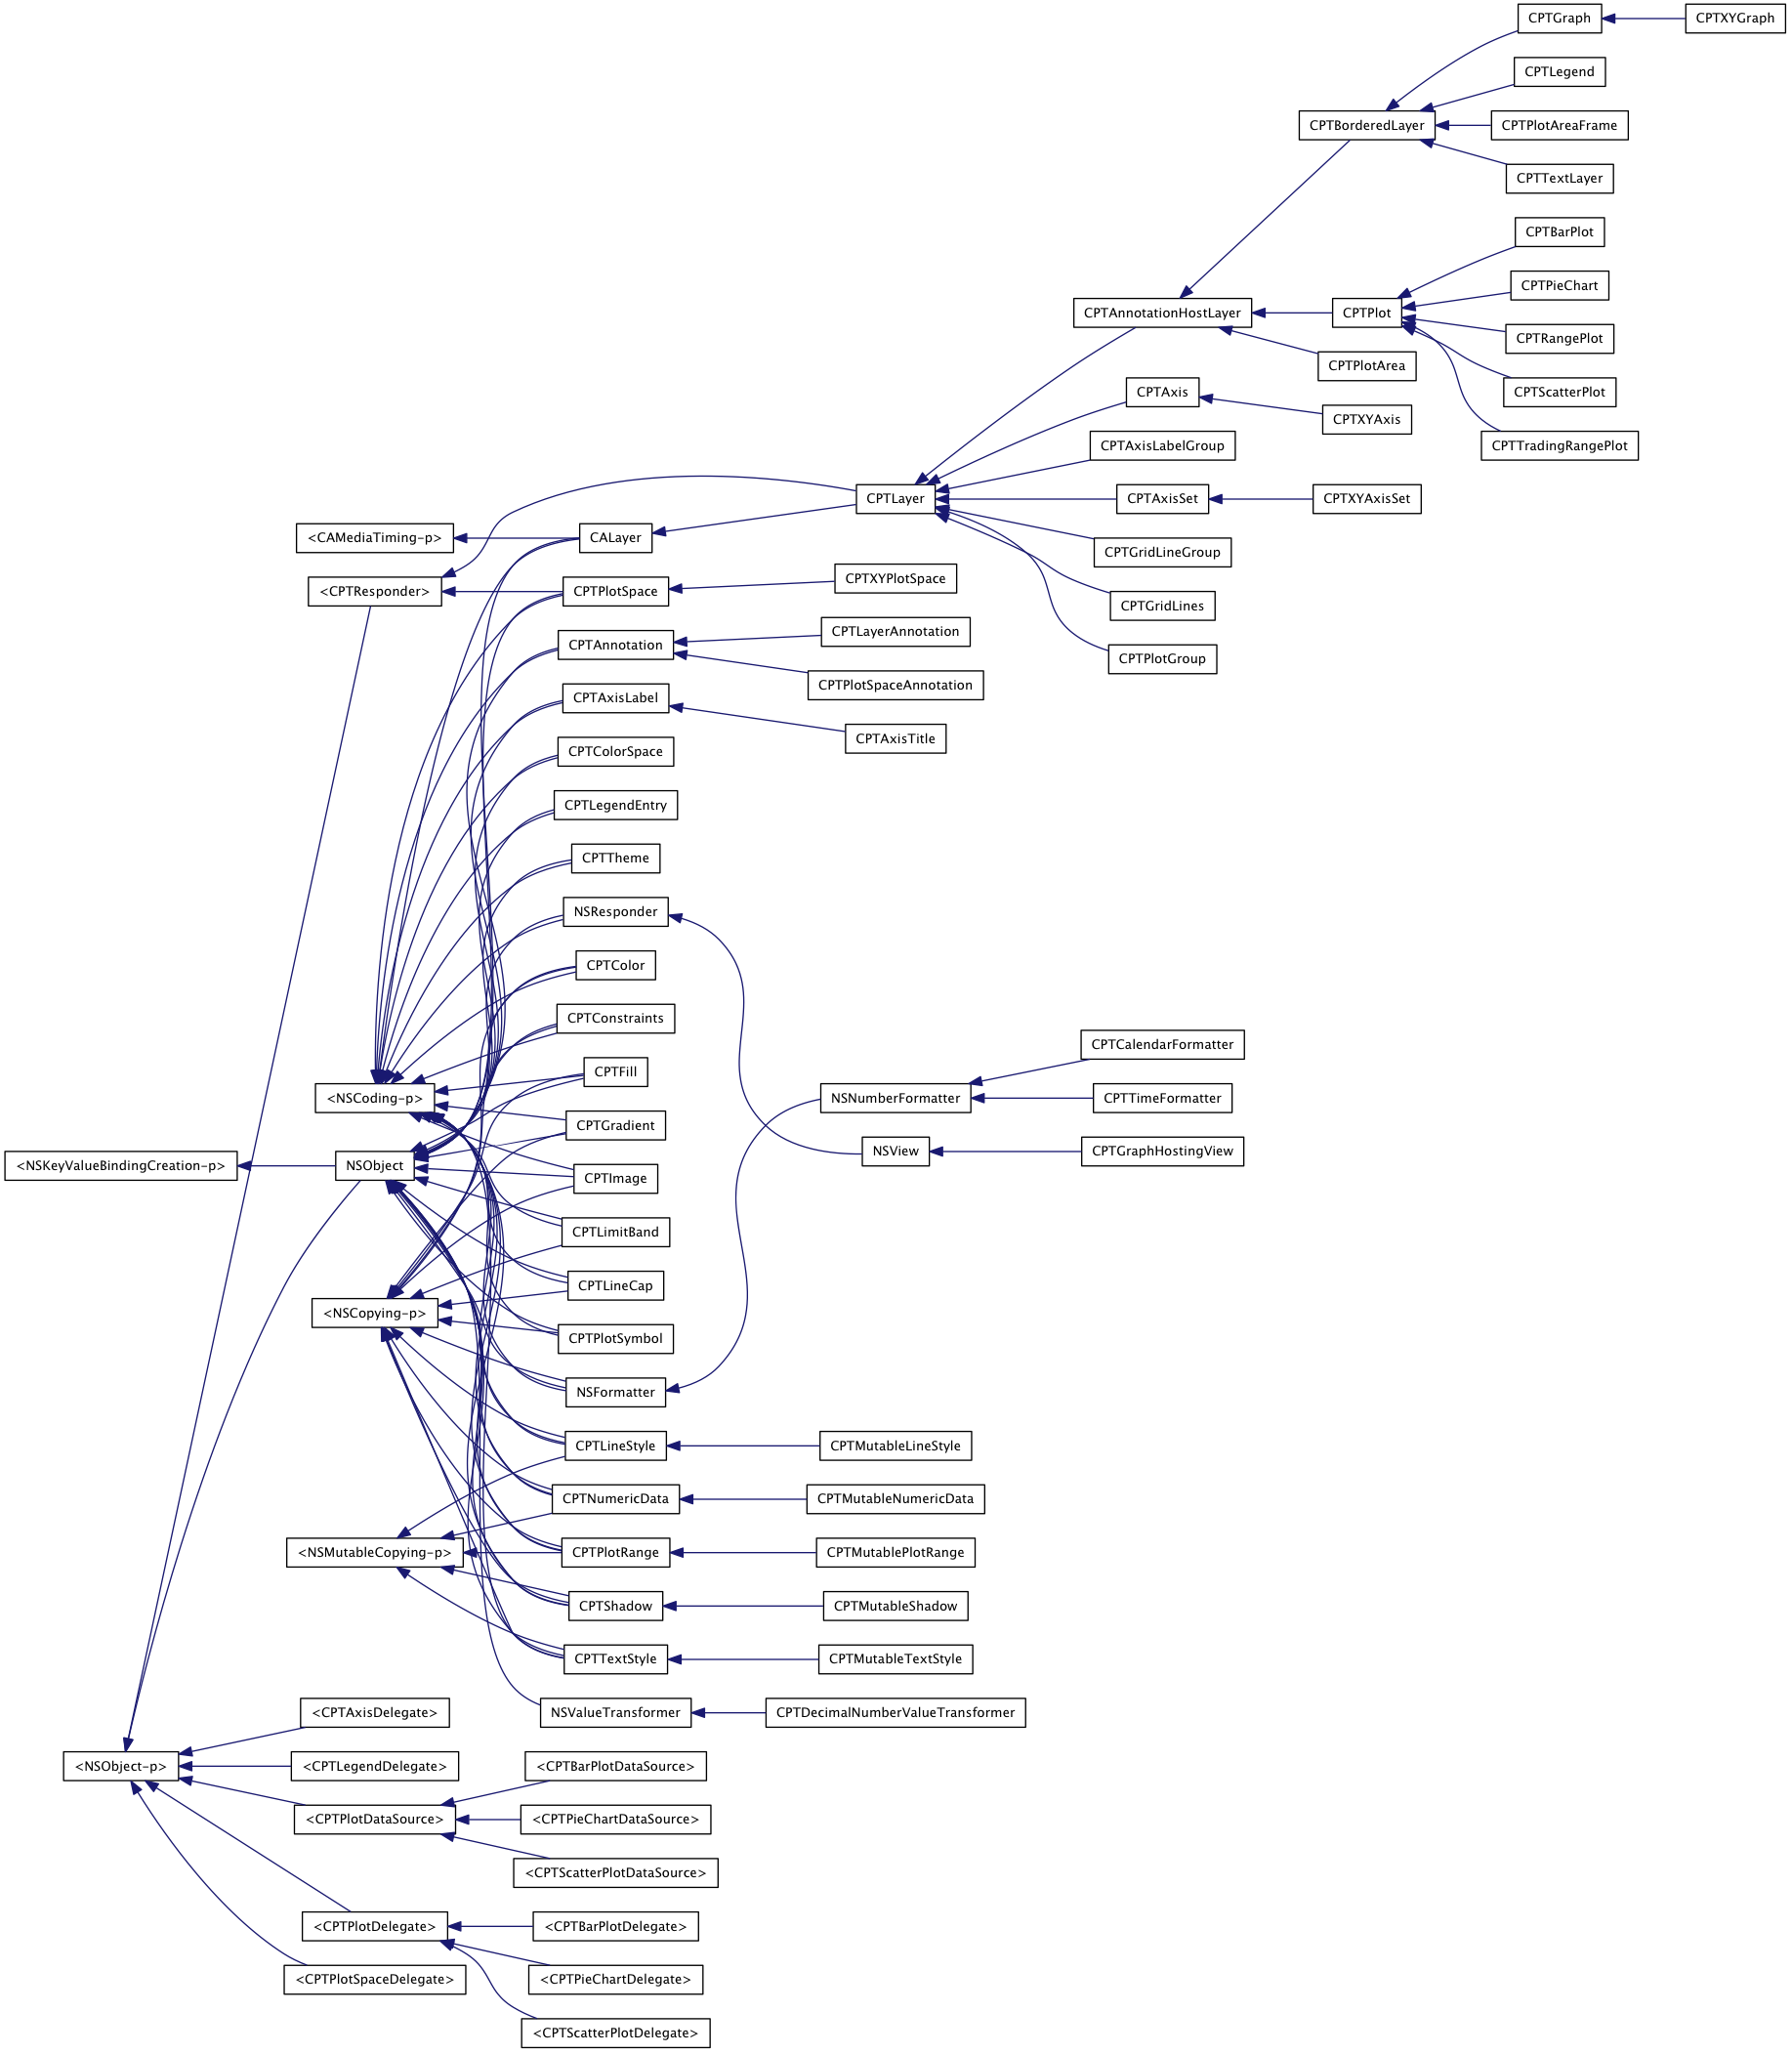 CPTGraph
CPTXYGraph
CPTLegend
CPTBorderedLayer
CPTPlotAreaFrame
CPTTextLayer
CPTBarPlot
CPTPieChart
CPTAnnotationHostLayer
CPTPlot
CPTRangePlot
CPTPlotArea
CPTAxis
CPTScatterPlot
CPTXYAxis
CPTAxisLabelGroup
CPTTradingRangePlot
CPTLayer
CPTAxisSet
CPTXYAxisSet
<CAMediaTiming-p>
CALayer
CPTGridLineGroup
<CPTResponder>
CPTPlotSpace
CPTXYPlotSpace
CPTGridLines
CPTAnnotation
CPTLayerAnnotation
CPTPlotGroup
CPTPlotSpaceAnnotation
CPTAxisLabel
CPTAxisTitle
CPTColorSpace
CPTLegendEntry
CPTTheme
NSResponder
CPTColor
CPTConstraints
CPTCalendarFormatter
CPTFill
<NSCoding-p>
NSNumberFormatter
CPTTimeFormatter
CPTGradient
NSView
CPTGraphHostingView
<NSKeyValueBindingCreation-p>
NSObject
CPTImage
CPTLimitBand
CPTLineCap
<NSCopying-p>
CPTPlotSymbol
NSFormatter
CPTLineStyle
CPTMutableLineStyle
CPTNumericData
CPTMutableNumericData
<NSMutableCopying-p>
CPTPlotRange
CPTMutablePlotRange
CPTShadow
CPTMutableShadow
CPTTextStyle
CPTMutableTextStyle
<CPTAxisDelegate>
NSValueTransformer
CPTDecimalNumberValueTransformer
<NSObject-p>
<CPTLegendDelegate>
<CPTBarPlotDataSource>
<CPTPlotDataSource>
<CPTPieChartDataSource>
<CPTScatterPlotDataSource>
<CPTPlotDelegate>
<CPTBarPlotDelegate>
<CPTPlotSpaceDelegate>
<CPTPieChartDelegate>
<CPTScatterPlotDelegate>